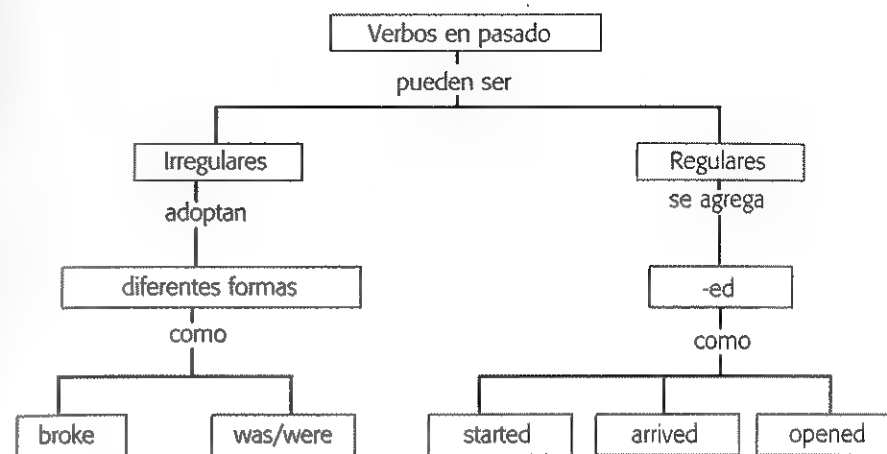 Verbos en pasado
pueden ser
Irregulares
Regulares
adoptan
se agrega
diferentes formas
-ed
como
como
broke
was/were
started
arrived
opened